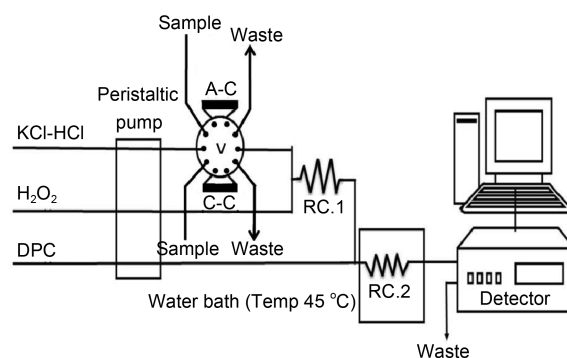 Sample
Waste
A-C
Peristaltic
pump
KCl-HCl
V
H₂O₂
C-C
RC.1
Sample
Waste
DPC
Water bath (Temp 45 °C)
RC.2
Detector
Waste